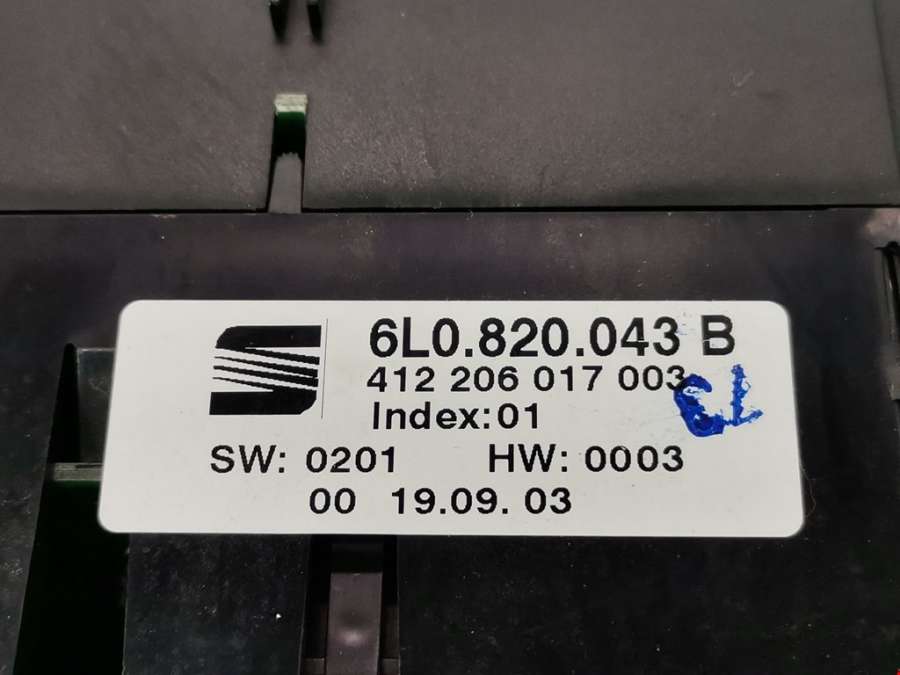 6L0.820.043 B
412 206 017 003
Index:01
SW: 0201 HW: 0003
00 19.09. 03